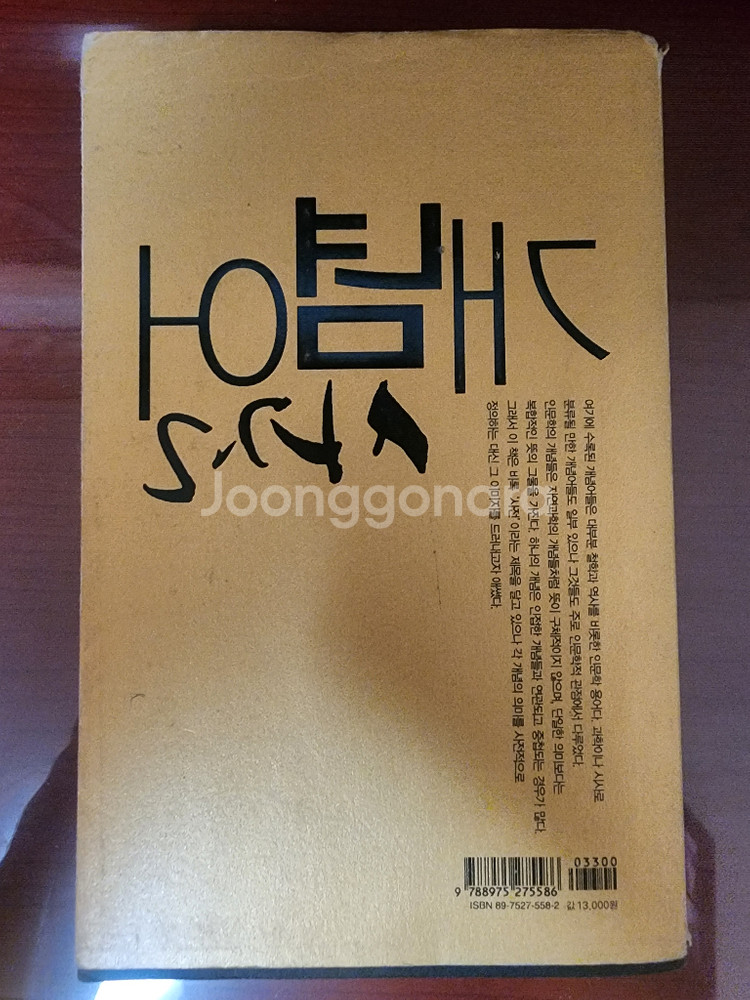 개념어
사전
여기에 수록된 개념어들은 대부분 철학과 역사를 비롯한 인문학 용어다. 과학이나 시사로
분류될 만한 개념어들도 일부 있으나 그것들도 주로 인문학적 관점에서 다루었다.
인문학의 개념들은 자연과학의 개념들처럼 뜻이 구체적이지 않으며, 단일한 의미보다는
복합적인 뜻의 그물을 가진다. 하나의 개념은 인접한 개념들과 연관되고 중첩되는 경우가 많다.
그래서 이 책은 비록 '사전'이라는 제목을 달고 있으나 각 개념의 의미를 사전적으로
정의하는 대신 그 이미지를 드러내고자 애썼다.
Joonggonara
03300
9 788975 275586
ISBN 89-7527-558-2 값 13,000원